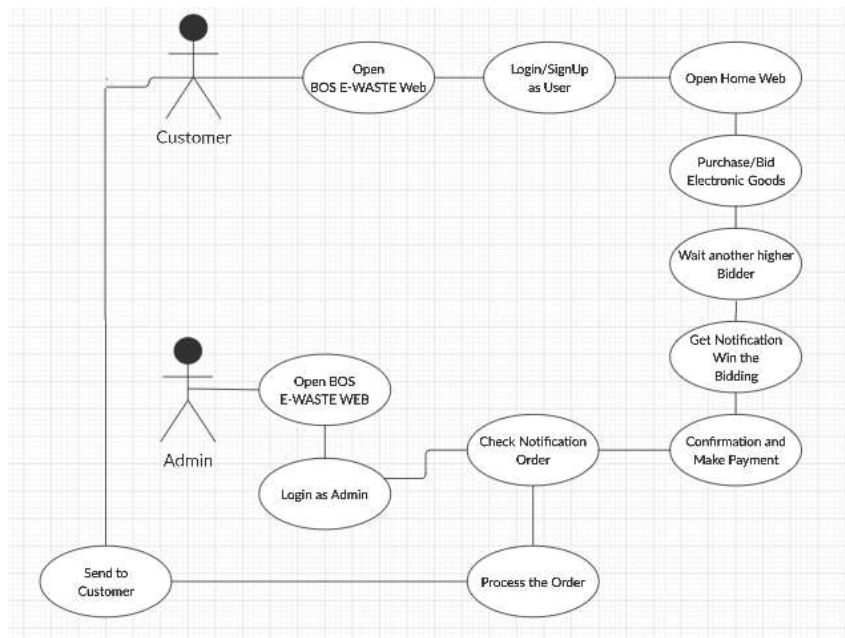 Open
BOS E-WASTE Web
Login/SignUp
as User
Open Home Web
Customer
Purchase/Bid
Electronic Goods
Wait another higher
Bidder
Get Notification
Win the
Bidding
Open BOS
E-WASTE WEB
Admin
Login as Admin
Check Notification
Order
Confirmation and
Make Payment
Send to
Customer
Process the Order